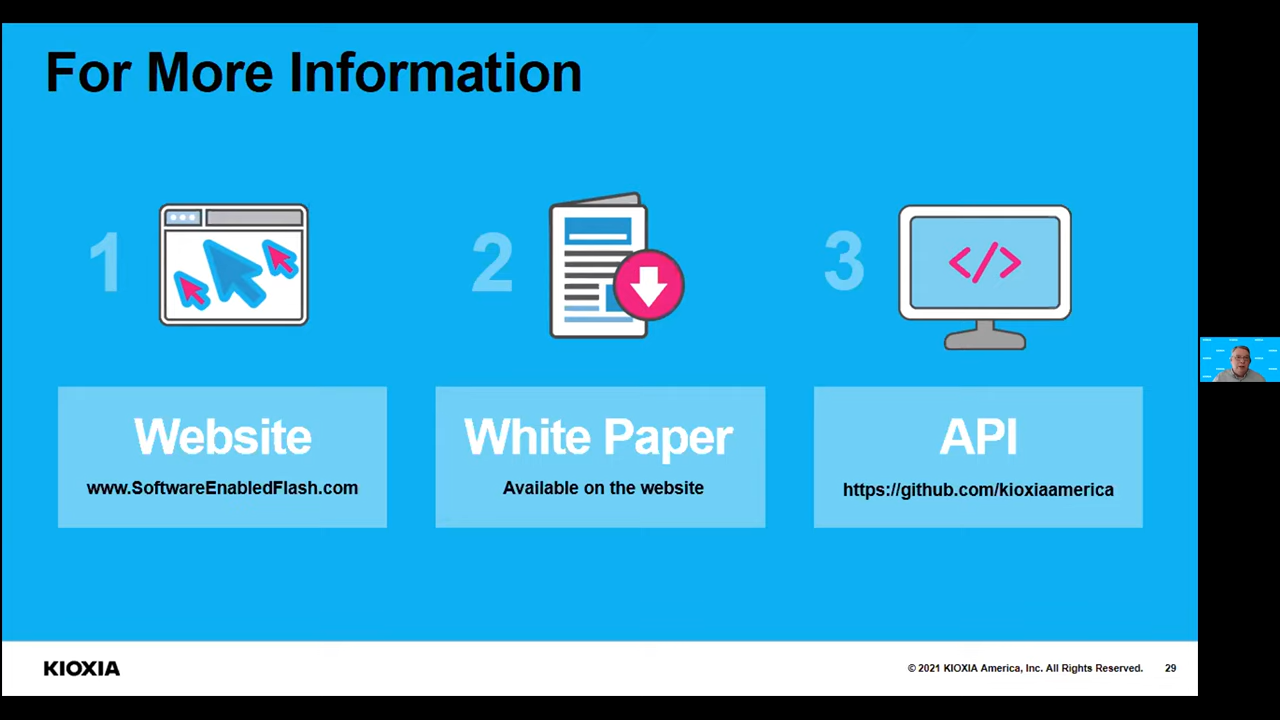 For More Information
1
2
3
</>
Website
www.SoftwareEnabledFlash.com
White Paper
Available on the website
API
https://github.com/kioxiaamerica
KIOXIA
© 2021 KIOXIA America, Inc. All Rights Reserved.
29